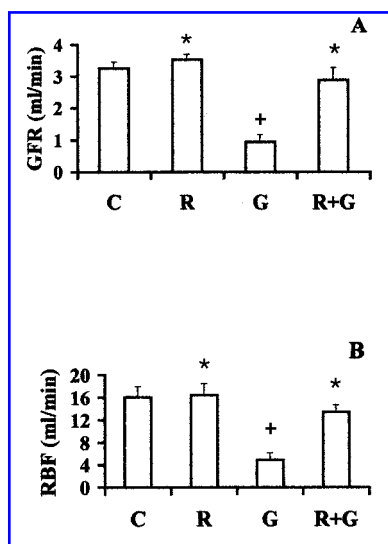 A
GFR (ml/min)
4
3
2
1
0
* + *
C R G R+G
B
RBF (ml/min)
20
16
12
8
4
0
* + *
C R G R+G